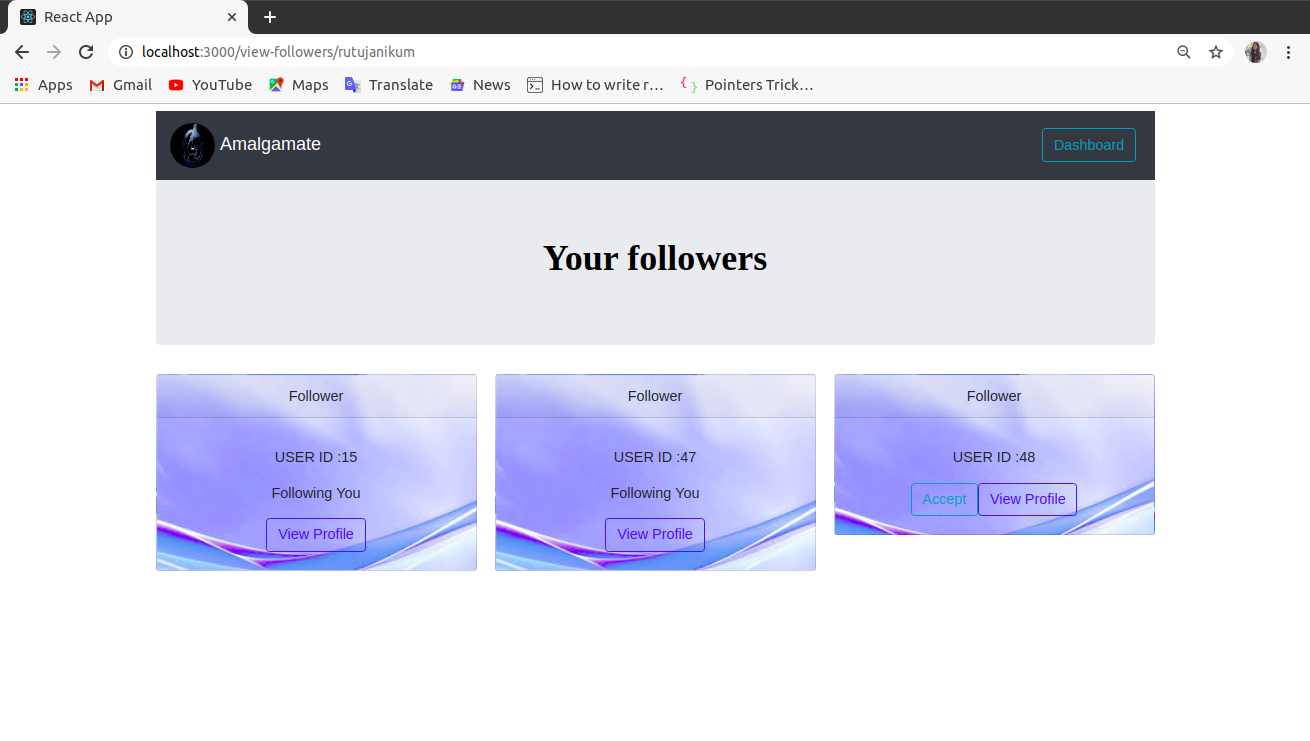 React App
localhost:3000/view-followers/rutujanikum
Apps Gmail YouTube Maps Translate News How to write r… Pointers Trick…
Amalgamate Dashboard
Your followers
Follower Follower Follower
USER ID :15 USER ID :47 USER ID :48
Following You Following You Accept View Profile
View Profile View Profile